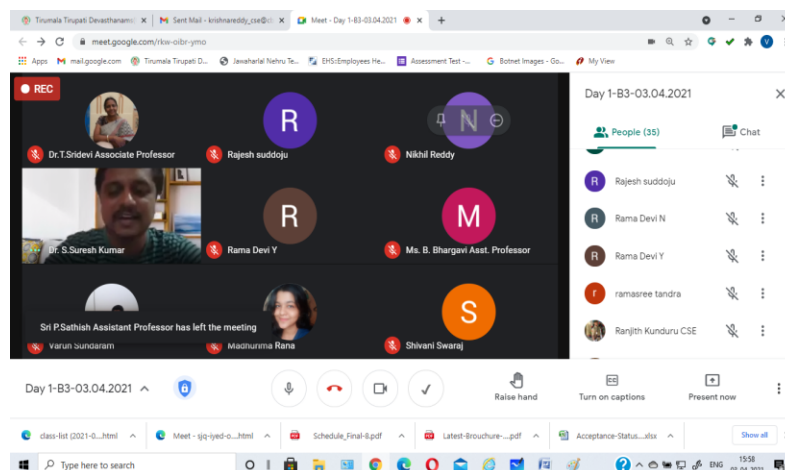 Tirumala Tirupati Devasthanams( x
Sent Mail - krishnareddy_cse@cb x
Meet - Day 1-B3-03.04.2021 x
meet.google.com/rkw-oibr-ymo
V
Apps mail.google.com Tirumala Tirupati D... Jawaharlal Nehru Te... EHS:Employees He... Assessment Test -... Botnet Images - Go... My View
REC
Dr.T.Sridevi Associate Professor
R
Rajesh suddoju
N
Nikhil Reddy
Dr. S.Suresh Kumar
R
Rama Devi Y
M
Ms. B. Bhargavi Asst. Professor
Sri P.Sathish Assistant Professor has left the meeting
Varun Sundaram
Madhurima Rana
S
Shivani Swaraj
Day 1-B3-03.04.2021
People (35) Chat
R Rajesh suddoju
R Rama Devi N
R Rama Devi Y
r ramasree tandra
Ranjith Kunduru CSE
Day 1-B3-03.04.2021
Raise hand
Turn on captions
Present now
class-list (2021-0....html
Meet - sjq-iyed-o....html
Schedule_Final-8.pdf
Latest-Brouchure-....pdf
Acceptance-Status....xlsx
Show all
Type here to search
ENG
15:58
03-04-2021